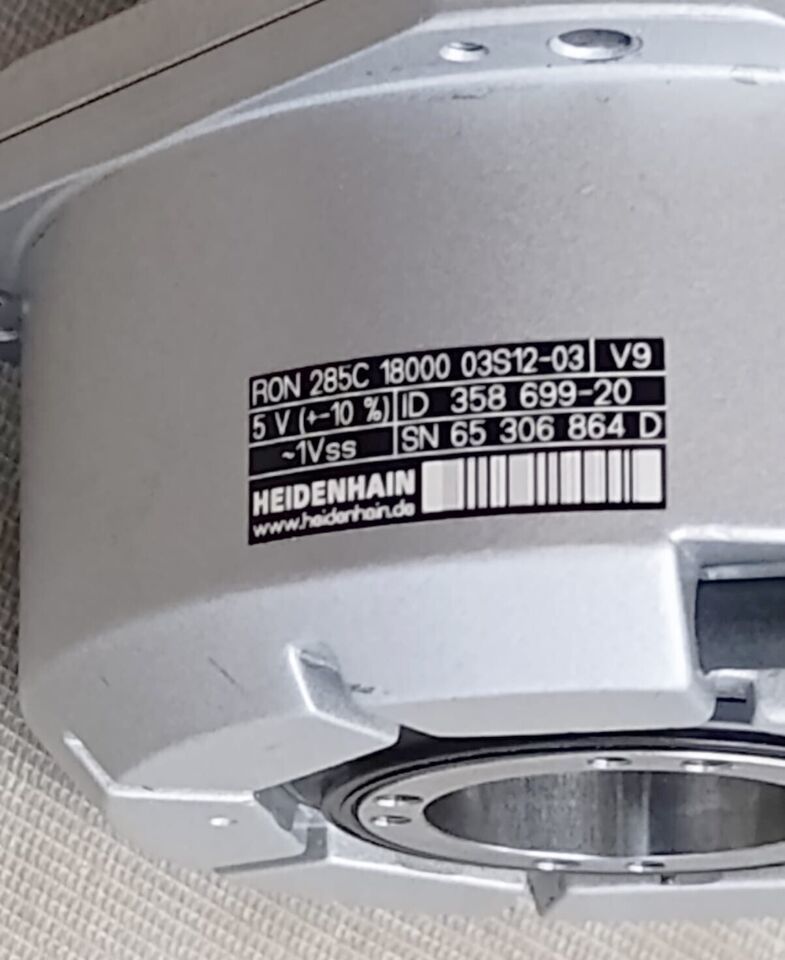 RON 285C 18000 03S12-03 V9
5 V (+-10 %) ID 358 699-20
~1Vss SN 65 306 864 D
HEIDENHAIN
www.heidenhain.de